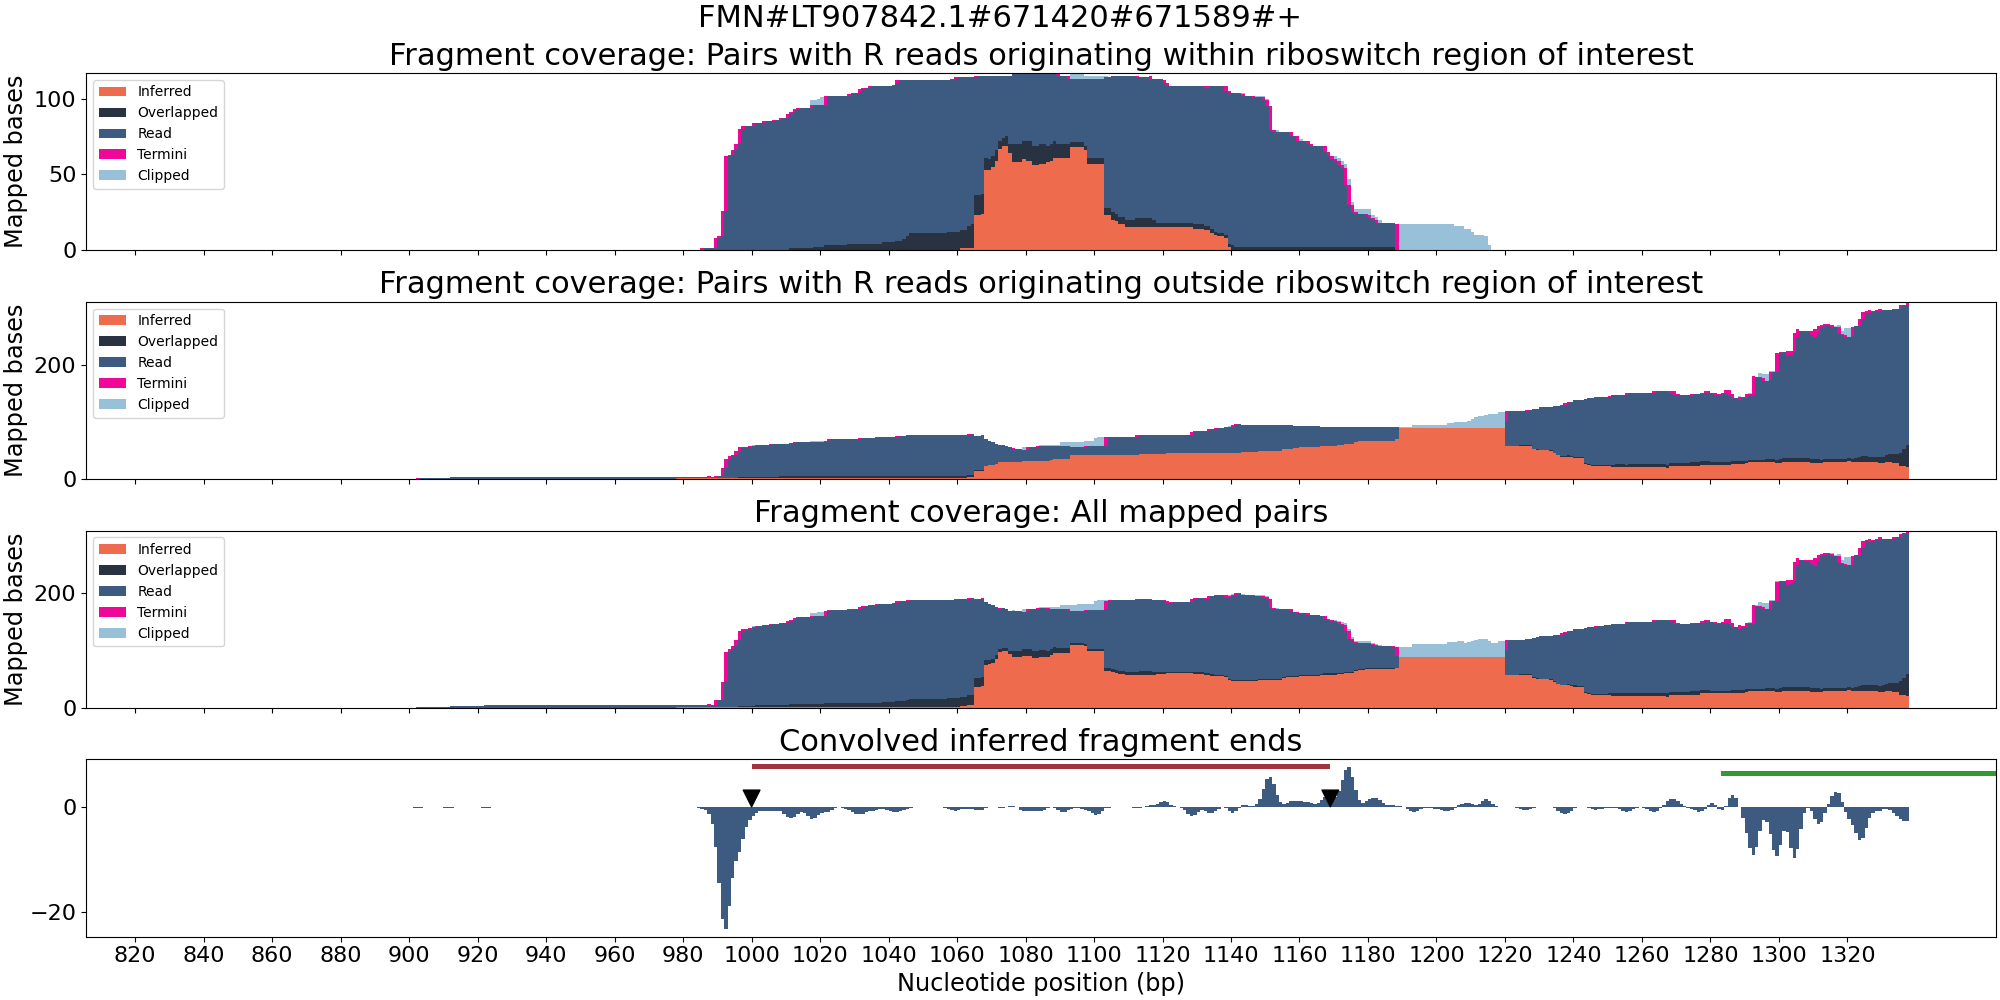 FMN#LT907842.1#671420#671589#+
Fragment coverage: Pairs with R reads originating within riboswitch region of interest
Mapped bases
100
50
0
Inferred
Overlapped
Read
Termini
Clipped
Fragment coverage: Pairs with R reads originating outside riboswitch region of interest
Mapped bases
200
0
Inferred
Overlapped
Read
Termini
Clipped
Fragment coverage: All mapped pairs
Mapped bases
200
0
Inferred
Overlapped
Read
Termini
Clipped
Convolved inferred fragment ends
0
−20
820 840 860 880 900 920 940 960 980 1000 1020 1040 1060 1080 1100 1120 1140 1160 1180 1200 1220 1240 1260 1280 1300 1320
Nucleotide position (bp)